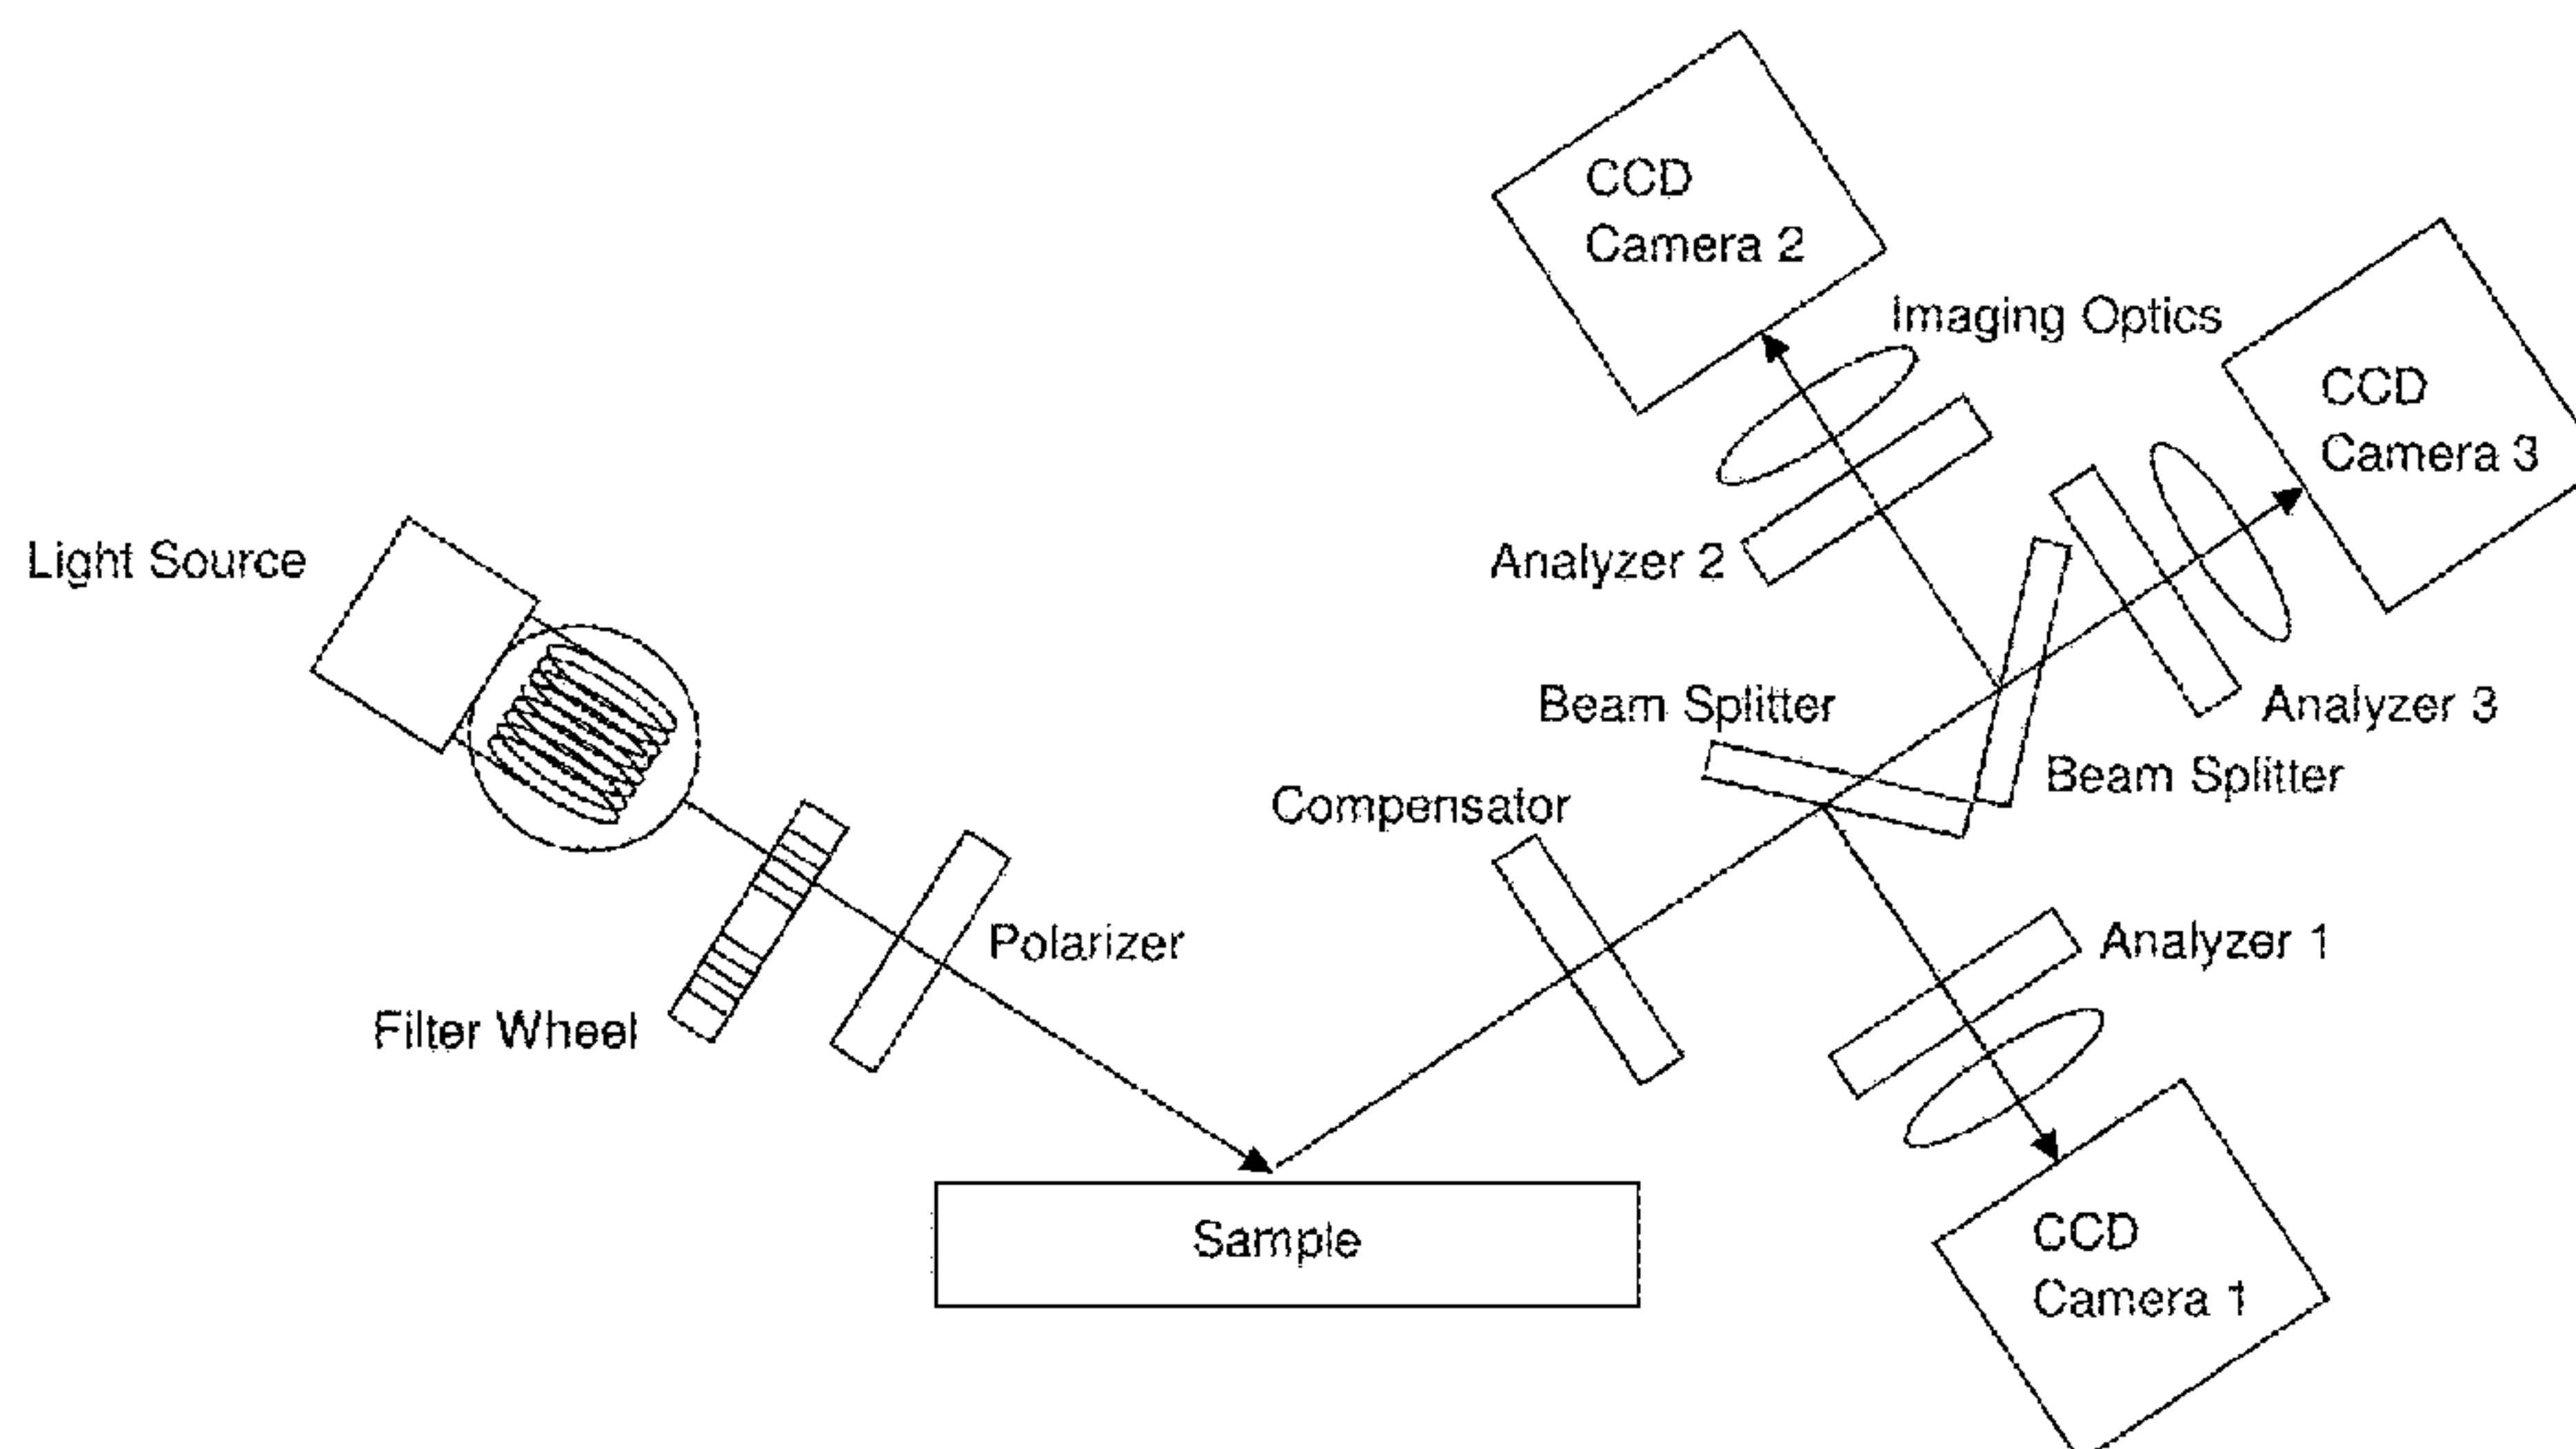 CCD
Camera 2
Imaging Optics
CCD
Camera 3
Light Source
Analyzer 2
Beam Splitter
Analyzer 3
Beam Splitter
Compensator
Polarizer
Analyzer 1
Filter Wheel
Sample
CCD
Camera 1